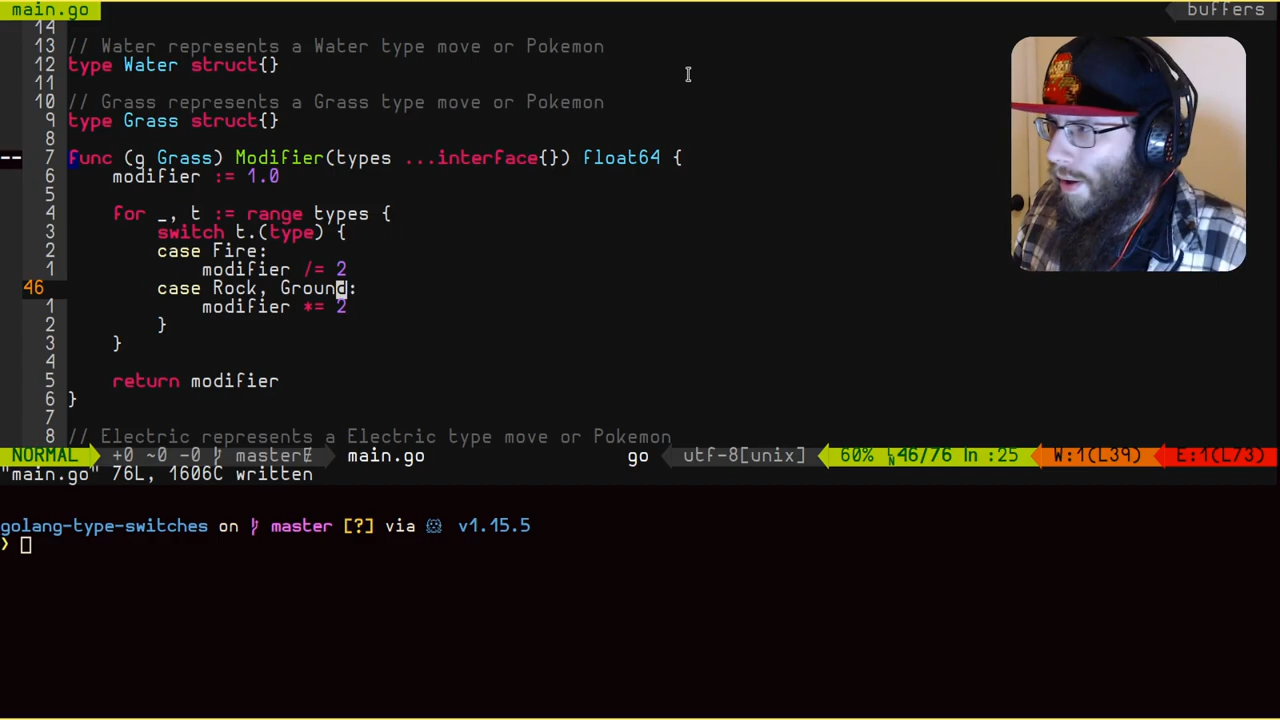 main.go buffers
14
13 // Water represents a Water type move or Pokemon
12 type Water struct{}
11
10 // Grass represents a Grass type move or Pokemon
9 type Grass struct{}
8
-- 7 func (g Grass) Modifier(types ...interface{}) float64 {
6 modifier := 1.0
5
4 for _, t := range types {
3 switch t.(type) {
2 case Fire:
1 modifier /= 2
46 case Rock, Ground:
1 modifier *= 2
2 }
3 }
4
5 return modifier
6 }
7
8 // Electric represents a Electric type move or Pokemon
NORMAL +0 ~0 -0 master main.go go utf-8[unix] 60% 46/76 ln :25 W:1(L39) E:1(L73)
"main.go" 76L, 1606C written
golang-type-switches on master [?] via v1.15.5
❯